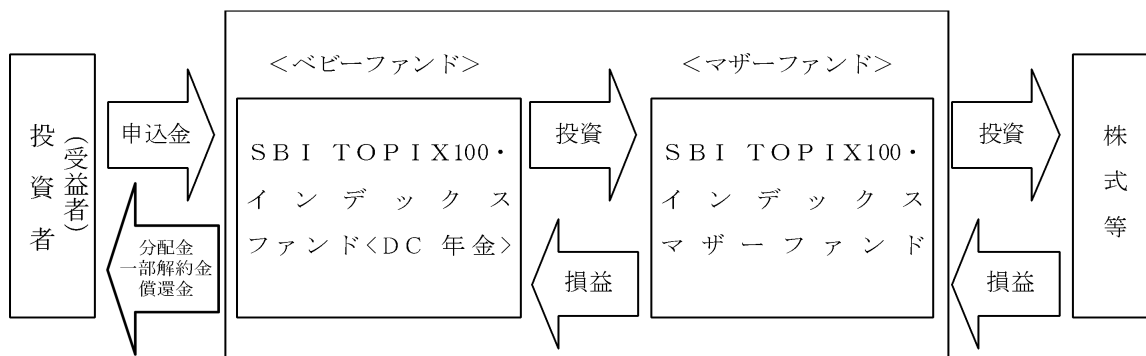 投資者
(受益者)
申込金
分配金
一部解約金
償還金
<ベビーファンド>
SBI TOPIX100・
インデックス
ファンド<DC 年金>
投資
損益
<マザーファンド>
SBI TOPIX100・
インデックス
マザーファンド
投資
損益
株式等